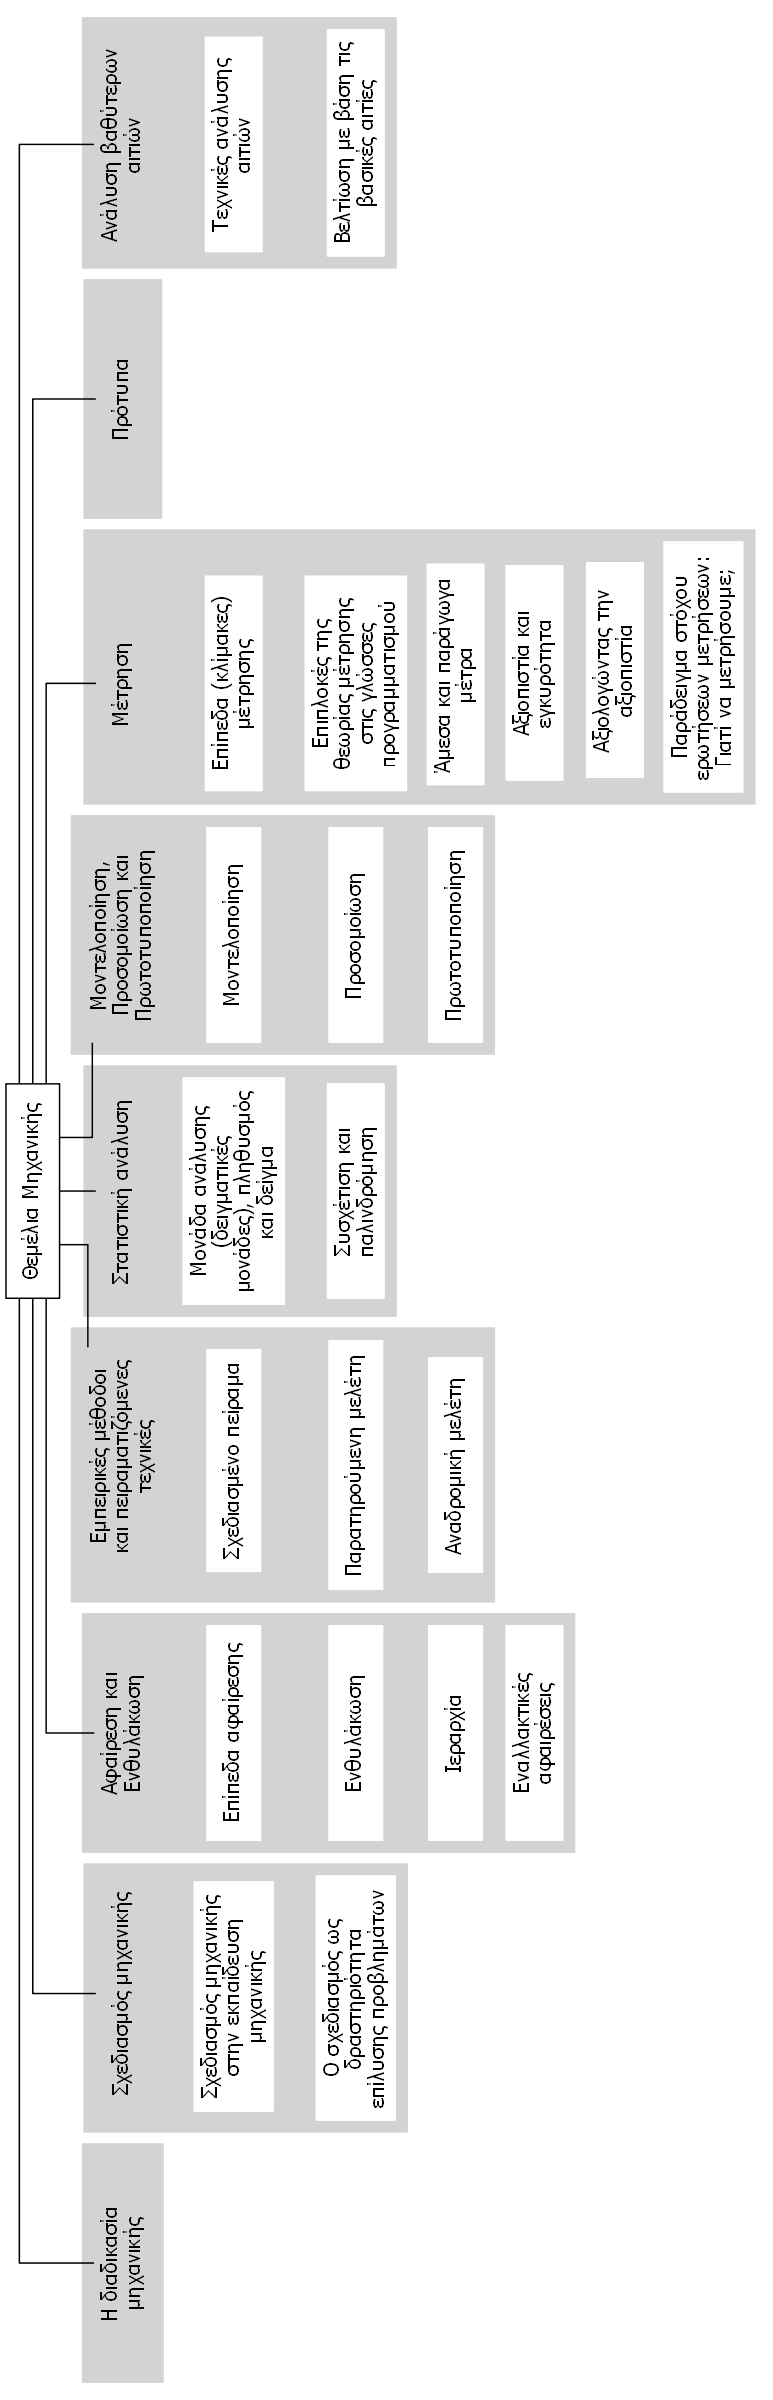 Θεμέλια Μηχανικής
Η διαδικασία
μηχανικής
Σχεδιασμός μηχανικής
Σχεδιασμός μηχανικής
στην εκπαίδευση
μηχανικής
Ο σχεδιασμός ως
δραστηριότητα
επίλυσης προβλημάτων
Αφαίρεση και
Ενθυλάκωση
Επίπεδα αφαίρεσης
Ενθυλάκωση
Ιεραρχία
Εναλλακτικές
αφαιρέσεις
Εμπειρικές μέθοδοι
και πειραματιζόμενες
τεχνικές
Σχεδιασμένο πείραμα
Παρατηρούμενη μελέτη
Αναδρομική μελέτη
Στατιστική ανάλυση
Μονάδα ανάλυσης
(δειγματικές
μονάδες), πληθυσμός
και δείγμα
Συσχέτιση και
παλινδρόμηση
Μοντελοποίηση,
Προσομοίωση και
Πρωτοτυποποίηση
Μοντελοποίηση
Προσομοίωση
Πρωτοτυποποίηση
Μέτρηση
Επίπεδα (κλίμακες)
μέτρησης
Επιπλοκές της
θεωρίας μέτρησης
στις γλώσσες
προγραμματισμού
Άμεσα και παράγωγα
μέτρα
Αξιοπιστία και
εγκυρότητα
Αξιολογώντας την
αξιοπιστία
Παράδειγμα στόχου
ερωτήσεων μετρήσεων:
Γιατί να μετρήσουμε;
Πρότυπα
Ανάλυση βαθύτερων
αιτιών
Τεχνικές ανάλυσης
αιτιών
Βελτίωση με βάση τις
βασικές αιτίες